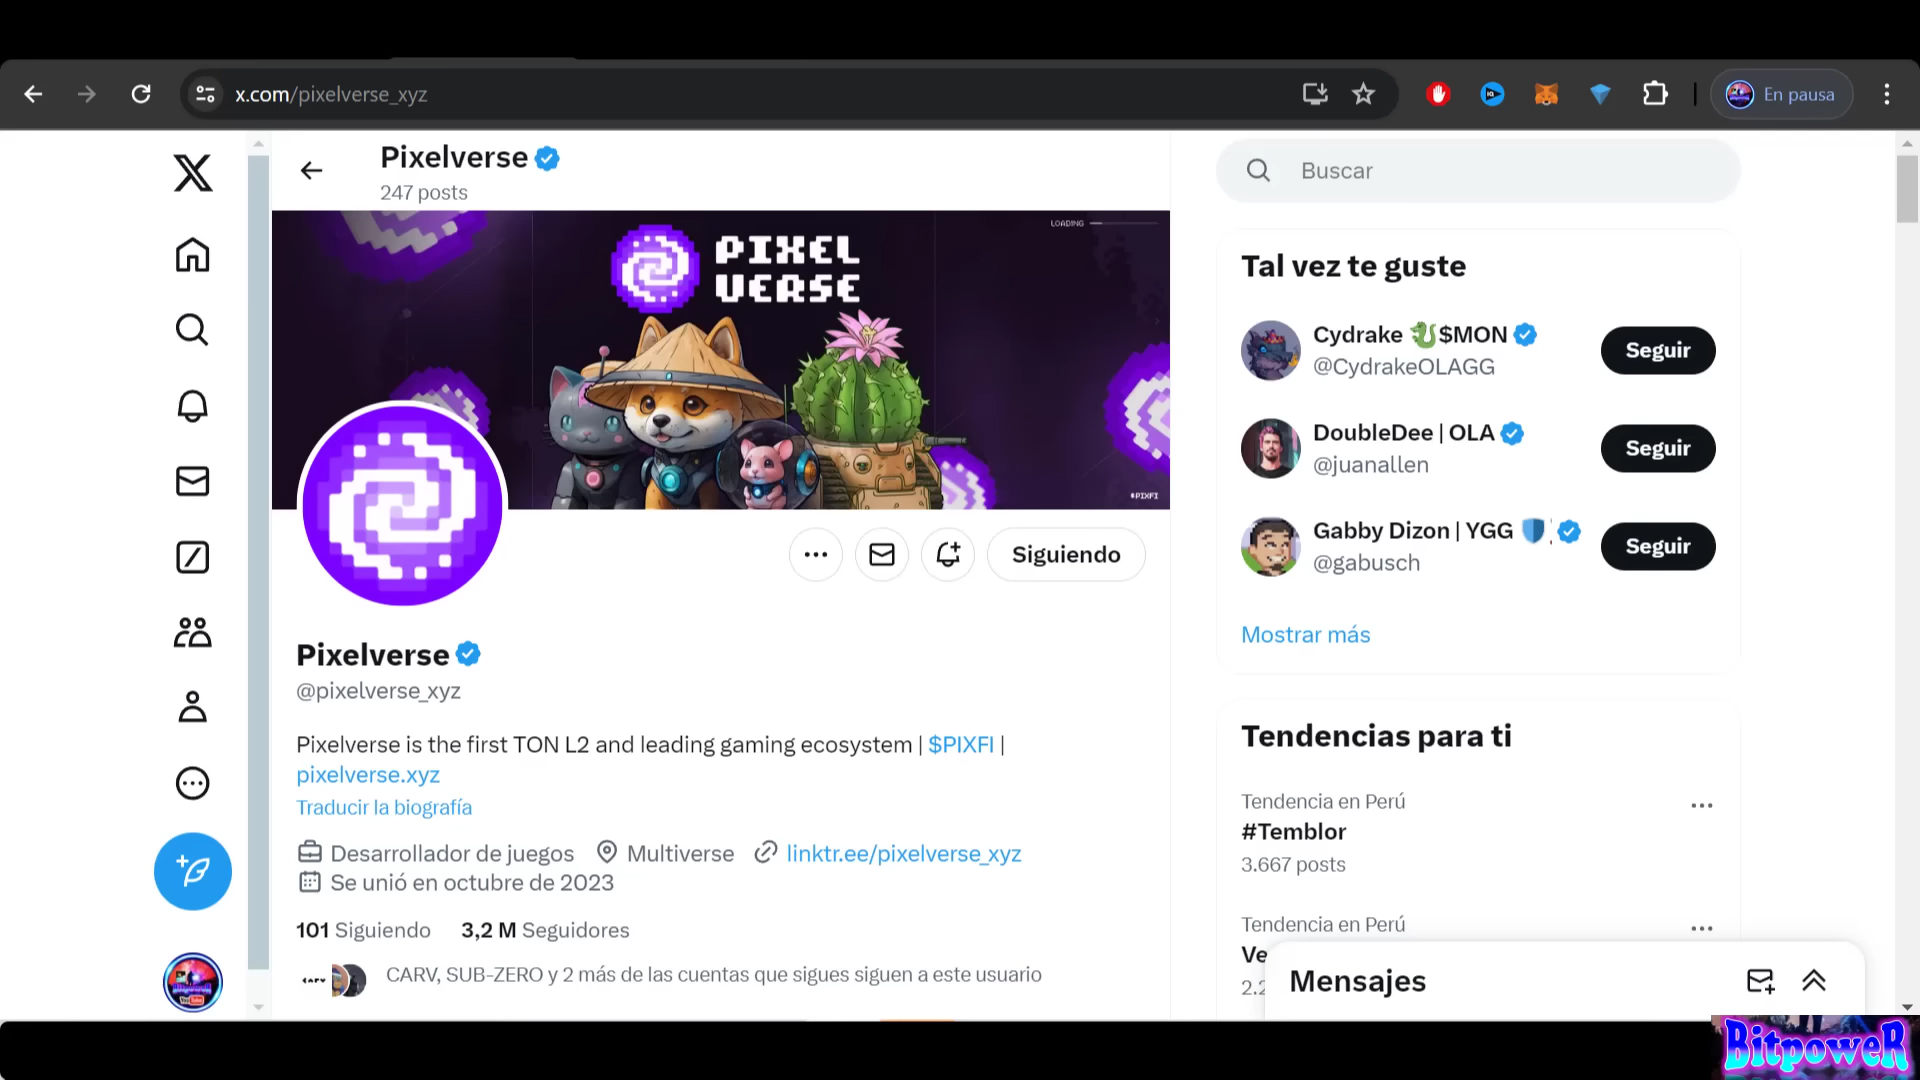 x.com/pixelverse_xyz
En pausa
Pixelverse
247 posts
LOADING
PIXEL
VERSE
$PIXFI
Siguiendo
Pixelverse
@pixelverse_xyz
Pixelverse is the first TON L2 and leading gaming ecosystem | $PIXFI |
pixelverse.xyz
Traducir la biografía
Desarrollador de juegos Multiverse linktr.ee/pixelverse_xyz
Se unió en octubre de 2023
101 Siguiendo 3,2 M Seguidores
CARV
CARV, SUB-ZERO y 2 más de las cuentas que sigues siguen a este usuario
Buscar
Tal vez te guste
Cydrake $MON
@CydrakeOLAGG
Seguir
DoubleDee | OLA
@juanallen
Seguir
Gabby Dizon | YGG
@gabusch
Seguir
Mostrar más
Tendencias para ti
Tendencia en Perú
#Temblor
3.667 posts
Tendencia en Perú
Ve
2.2
Mensajes
BitpoweR